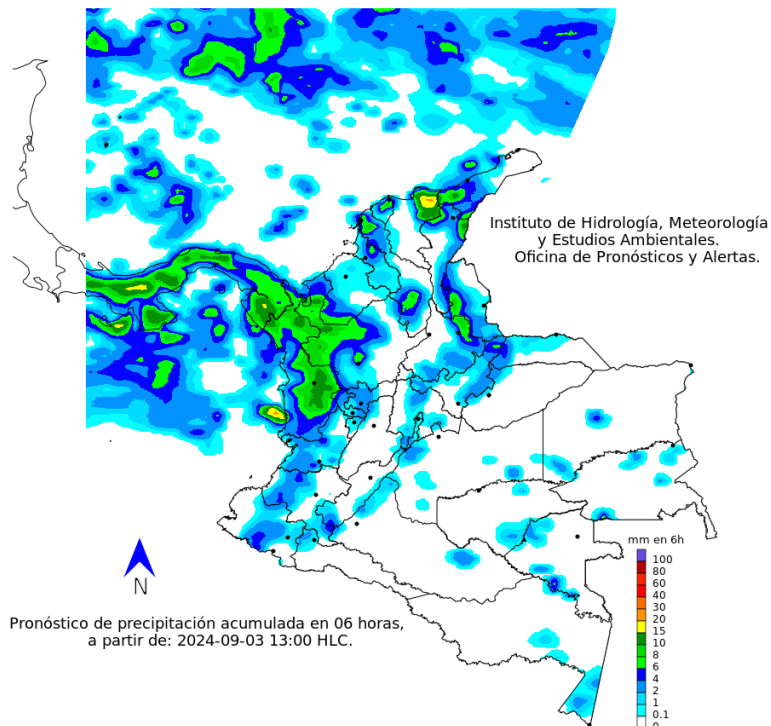 Instituto de Hidrología, Meteorología
y Estudios Ambientales.
Oficina de Pronósticos y Alertas.
N
Pronóstico de precipitación acumulada en 06 horas,
a partir de: 2024-09-03 13:00 HLC.
mm en 6h
100
80
60
40
30
20
15
10
8
6
4
2
1
0.1
0